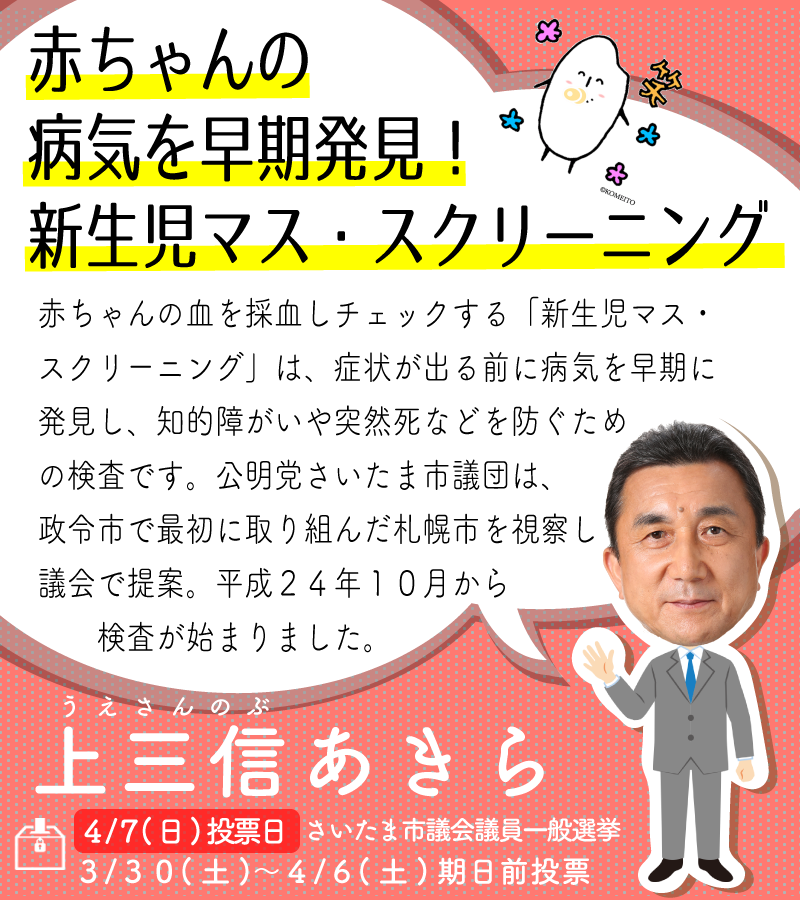 赤ちゃんの
病気を早期発見！
新生児マス・スクリーニング
©KOMEITO
赤ちゃんの血を採血しチェックする「新生児マス・
スクリーニング」は、症状が出る前に病気を早期に
発見し、知的障がいや突然死などを防ぐため
の検査です。公明党さいたま市議団は、
政令市で最初に取り組んだ札幌市を視察し
議会で提案。平成２４年１０月から
検査が始まりました。
うえさんのぶ
上三信あきら
4/7(日)投票日 さいたま市議会議員一般選挙
３/３０(土)～４/６(土)期日前投票